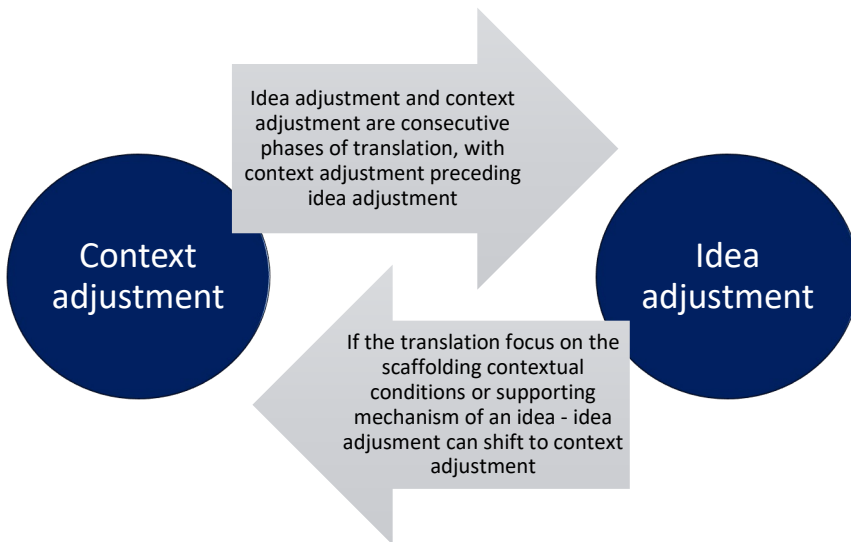 Idea adjustment and context
adjustment are consecutive
phases of translation, with
context adjustment preceding
idea adjustment
Context
adjustment
Idea
adjustment
If the translation focus on the
scaffolding contextual
conditions or supporting
mechanism of an idea - idea
adjusment can shift to context
adjustment